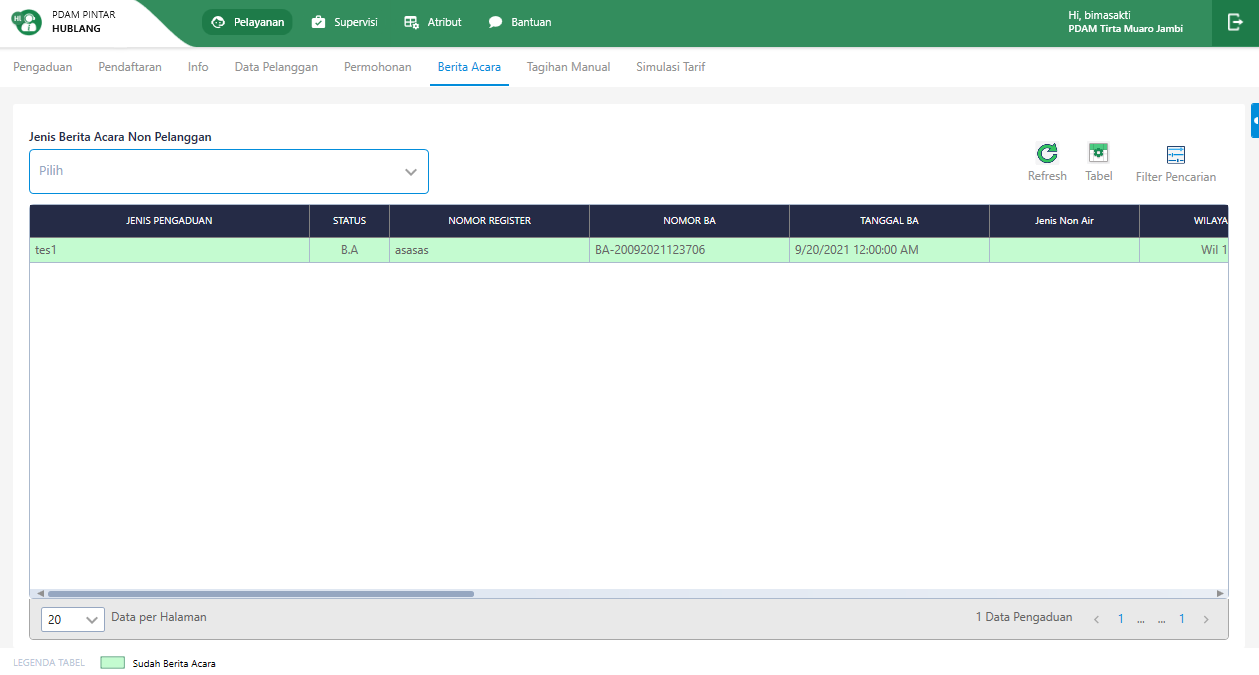 PDAM PINTAR
HUBLANG
Pelayanan Supervisi Atribut Bantuan
Hi, bimasakti
PDAM Tirta Muaro Jambi
Pengaduan Pendaftaran Info Data Pelanggan Permohonan Berita Acara Tagihan Manual Simulasi Tarif
Jenis Berita Acara Non Pelanggan
Pilih
Refresh Tabel Filter Pencarian
JENIS PENGADUAN STATUS NOMOR REGISTER NOMOR BA TANGGAL BA Jenis Non Air WILAYA
tes1 B.A asasas BA-20092021123706 9/20/2021 12:00:00 AM Wil 1
20 Data per Halaman 1 Data Pengaduan 1 ... ... 1
LEGENDA TABEL Sudah Berita Acara